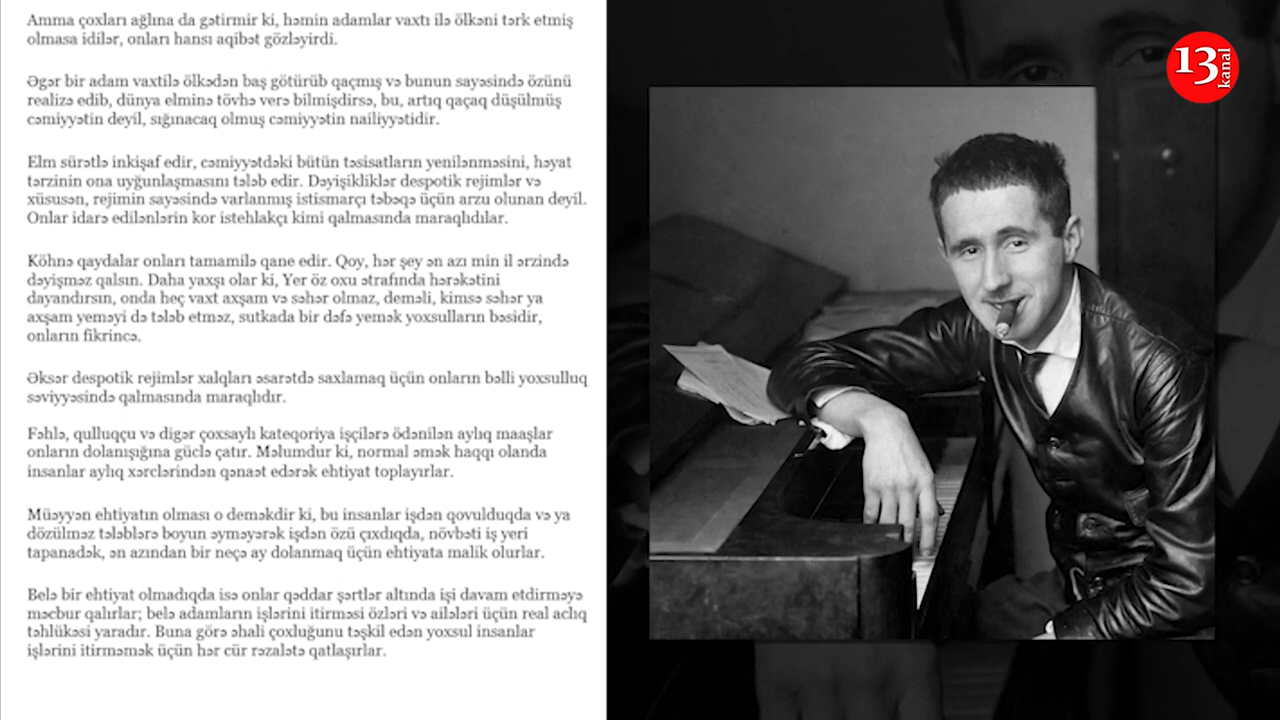 Amma çoxları ağlına da gətirmir ki, həmin adamlar vaxtı ilə ölkəni tərk etmiş
olmasa idilər, onları hansı aqibət gözləyirdi.
Əgər bir adam vaxtilə ölkədən baş götürüb qaçmış və bunun sayəsində özünü
realizə edib, dünya elminə tövhə verə bilmişdirsə, bu, artıq qaçaq düşülmüş
cəmiyyətin deyil, sığınacaq olmuş cəmiyyətin nailiyyətidir.
Elm sürətlə inkişaf edir, cəmiyyətdəki bütün təsisatların yenilənməsini, həyat
tərzinin ona uyğunlaşmasını tələb edir. Dəyişikliklər despotik rejimlər və
xüsusən, rejimin sayəsində varlanmış istismarçı təbəqə üçün arzu olunan deyil.
Onlar idarə edilənlərin kor istehlakçı kimi qalmasında maraqlıdılar.
Köhnə qaydalar onları tamamilə qane edir. Qoy, hər şey ən azı min il ərzində
dəyişməz qalsın. Daha yaxşı olar ki, Yer öz oxu ətrafında hərəkətini
dayandırsın, onda heç vaxt axşam və səhər olmaz, deməli, kimsə səhər ya
axşam yeməyi də tələb etməz, sutkada bir dəfə yemək yoxsulların bəsidir,
onların fikrincə.
Əksər despotik rejimlər xalqları əsarətdə saxlamaq üçün onların bəlli yoxsulluq
səviyyəsində qalmasında maraqlıdır.
Fəhlə, qulluqçu və digər çoxsaylı kateqoriya işçilərə ödənilən aylıq maaşlar
onların dolanışığına güclə çatır. Məlumdur ki, normal əmək haqqı olanda
insanlar aylıq xərclərindən qənaət edərək ehtiyat toplayırlar.
Müəyyən ehtiyatın olması o deməkdir ki, bu insanlar işdən qovulduqda və ya
dözülməz tələblərə boyun əyməyərək işdən özü çıxdıqda, növbəti iş yeri
tapanadək, ən azından bir neçə ay dolanmaq üçün ehtiyata malik olurlar.
Belə bir ehtiyat olmadıqda isə onlar qəddar şərtlər altında işi davam etdirməyə
məcbur qalırlar; belə adamların işlərini itirməsi özləri və ailələri üçün real aclıq
təhlükəsi yaradır. Buna görə əhali çoxluğunu təşkil edən yoxsul insanlar
işlərini itirməmək üçün hər cür rəzalətə qatlaşırlar.
13
kanal